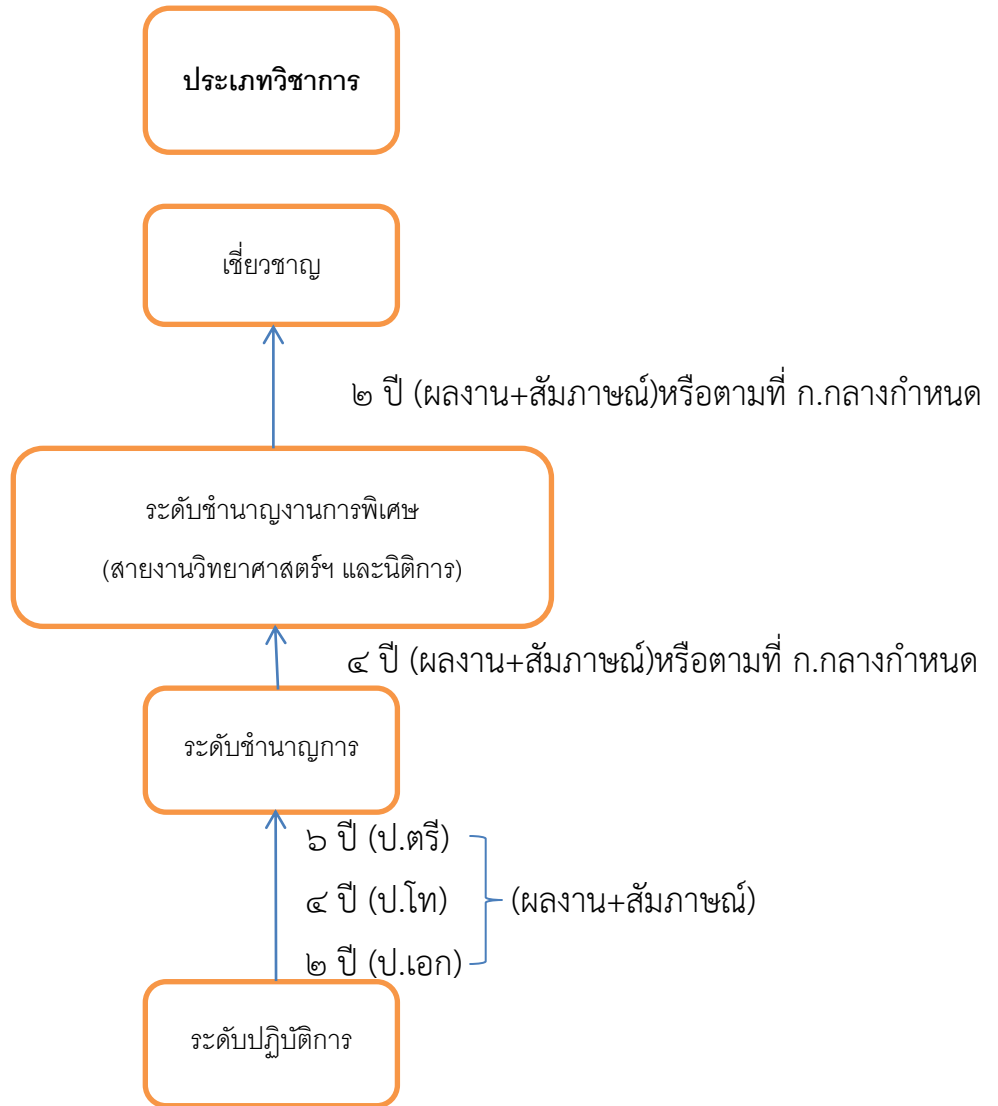 ประเภทวิชาการ
เชี่ยวชาญ
๒ ปี (ผลงาน+สัมภาษณ์)หรือตามที่ ก.กลางกำหนด
ระดับชำนาญงานการพิเศษ
(สายงานวิทยาศาสตร์ฯ และนิติการ)
๔ ปี (ผลงาน+สัมภาษณ์)หรือตามที่ ก.กลางกำหนด
ระดับชำนาญการ
๖ ปี (ป.ตรี)
๔ ปี (ป.โท)
(ผลงาน+สัมภาษณ์)
๒ ปี (ป.เอก)
ระดับปฏิบัติการ